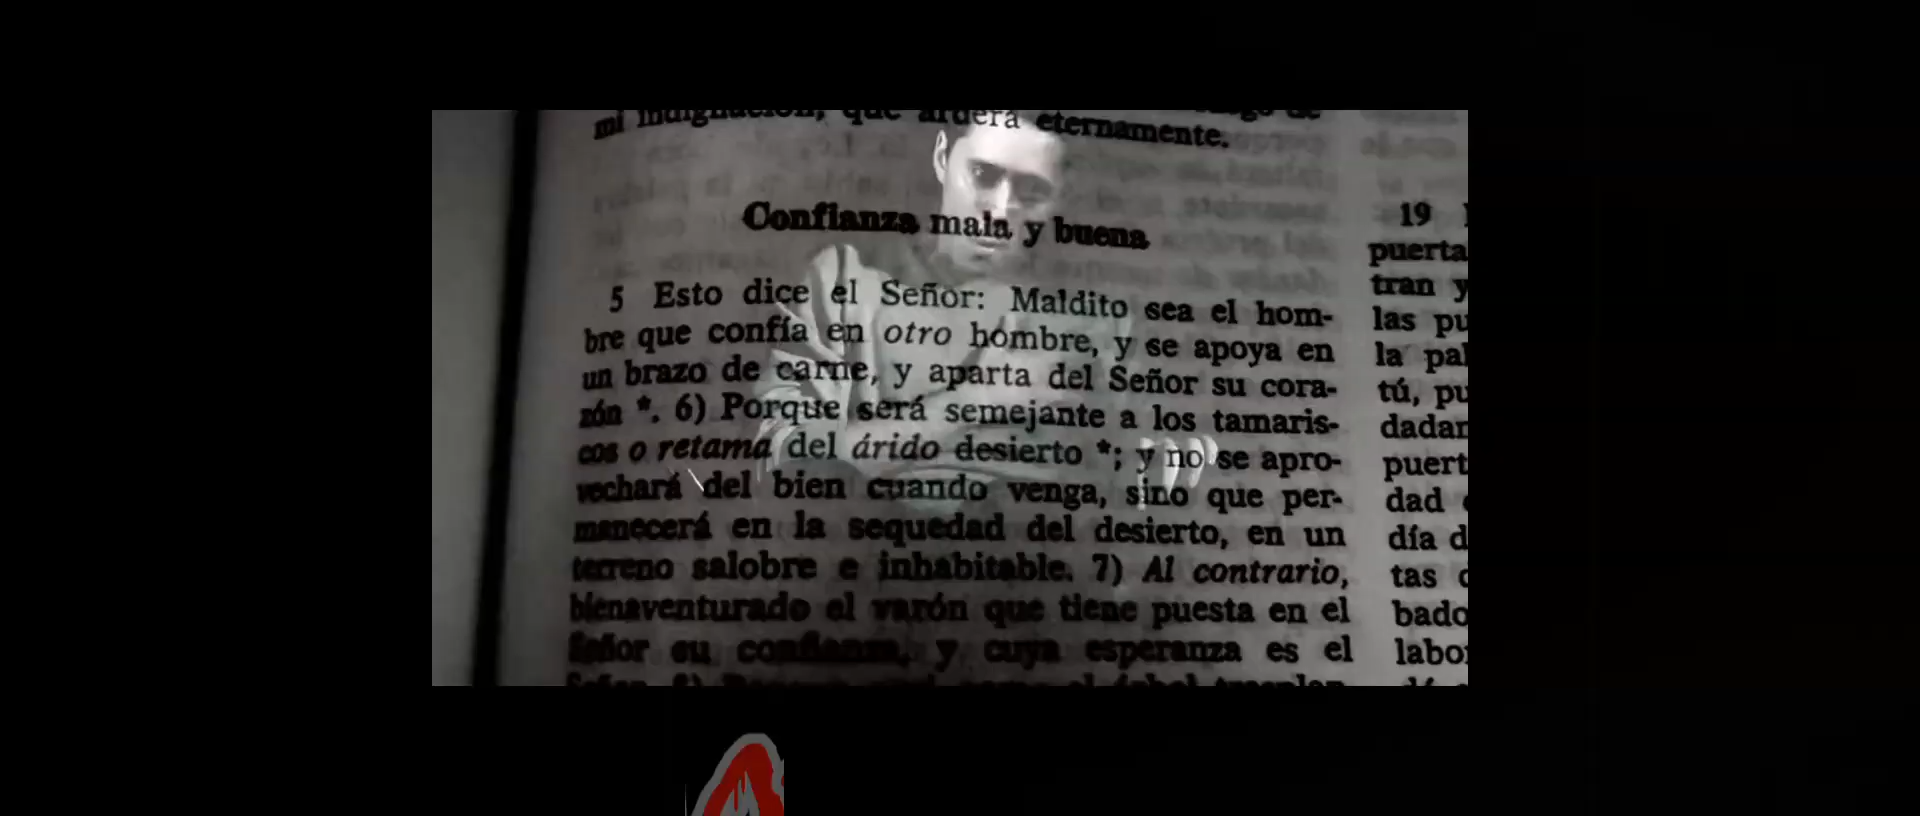 mi indignación, que arderá eternamente.
Confianza mala y buena
5 Esto dice el Señor: Maldito sea el hom-
bre que confía en otro hombre, y se apoya en
un brazo de carne, y aparta del Señor su cora-
zón *. 6) Porque será semejante a los tamaris-
cos o retama del árido desierto *; y no se apro-
vechará del bien cuando venga, sino que per-
manecerá en la sequedad del desierto, en un
terreno salobre e inhabitable. 7) Al contrario,
bienaventurado el varón que tiene puesta en el
Señor su confianza, y cuya esperanza es el
19
puerta
tran y
las pu
la pal
tú, pu
dadan
puert
dad
día d
tas
bado
labo